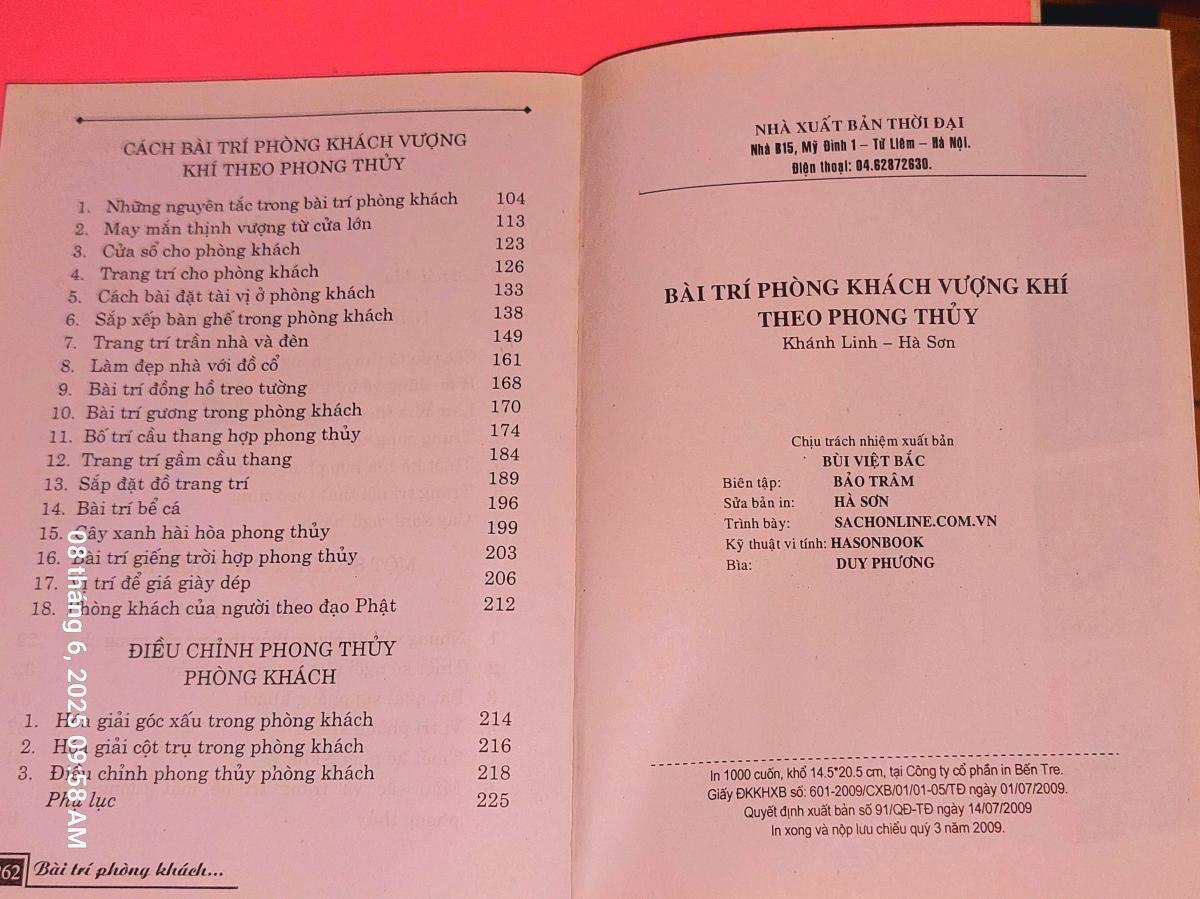 CÁCH BÀI TRÍ PHÒNG KHÁCH VƯỢNG
KHÍ THEO PHONG THỦY
1. Những nguyên tắc trong bài trí phòng khách 104
2. May mắn thịnh vượng từ cửa lớn 113
3. Cửa sổ cho phòng khách 123
4. Trang trí cho phòng khách 126
5. Cách bài đặt tài vị ở phòng khách 133
6. Sắp xếp bàn ghế trong phòng khách 138
7. Trang trí trần nhà và đèn 149
8. Làm đẹp nhà với đồ cổ 161
9. Bài trí đồng hồ treo tường 168
10. Bài trí gương trong phòng khách 170
11. Bố trí cầu thang hợp phong thủy 174
12. Trang trí gầm cầu thang 184
13. Sắp đặt đồ trang trí 189
14. Bài trí bể cá 196
15. Cây xanh hài hòa phong thủy 199
16. Bài trí giếng trời hợp phong thủy 203
17. Vị trí để giá giày dép 206
18. Phòng khách của người theo đạo Phật 212
ĐIỀU CHỈNH PHONG THỦY
PHÒNG KHÁCH
1. Hóa giải góc xấu trong phòng khách 214
2. Hóa giải cột trụ trong phòng khách 216
3. Điều chỉnh phong thủy phòng khách 218
Phụ lục 225
262 Bài trí phòng khách...
08 tháng 6, 2025 09:58 AM
NHÀ XUẤT BẢN THỜI ĐẠI
Nhà B15, Mỹ Đình 1 – Từ Liêm – Hà Nội.
Điện thoại: 04.62872630.
BÀI TRÍ PHÒNG KHÁCH VƯỢNG KHÍ
THEO PHONG THỦY
Khánh Linh – Hà Sơn
Chịu trách nhiệm xuất bản
BÙI VIỆT BẮC
Biên tập: BẢO TRÂM
Sửa bản in: HÀ SƠN
Trình bày: SACHONLINE.COM.VN
Kỹ thuật vi tính: HASONBOOK
Bìa: DUY PHƯƠNG
In 1000 cuốn, khổ 14.5*20.5 cm, tại Công ty cổ phần in Bến Tre.
Giấy ĐKKHXB số: 601-2009/CXB/01/01-05/TĐ ngày 01/07/2009.
Quyết định xuất bản số 91/QĐ-TĐ ngày 14/07/2009
In xong và nộp lưu chiểu quý 3 năm 2009.